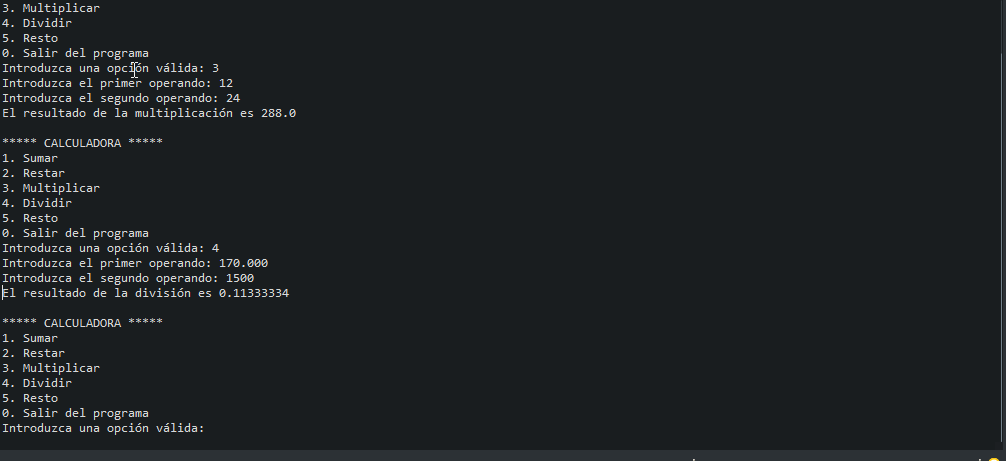 3. Multiplicar
4. Dividir
5. Resto
0. Salir del programa
Introduzca una opción válida: 3
Introduzca el primer operando: 12
Introduzca el segundo operando: 24
El resultado de la multiplicación es 288.0
***** CALCULADORA *****
1. Sumar
2. Restar
3. Multiplicar
4. Dividir
5. Resto
0. Salir del programa
Introduzca una opción válida: 4
Introduzca el primer operando: 170.000
Introduzca el segundo operando: 1500
El resultado de la división es 0.11333334
***** CALCULADORA *****
1. Sumar
2. Restar
3. Multiplicar
4. Dividir
5. Resto
0. Salir del programa
Introduzca una opción válida: